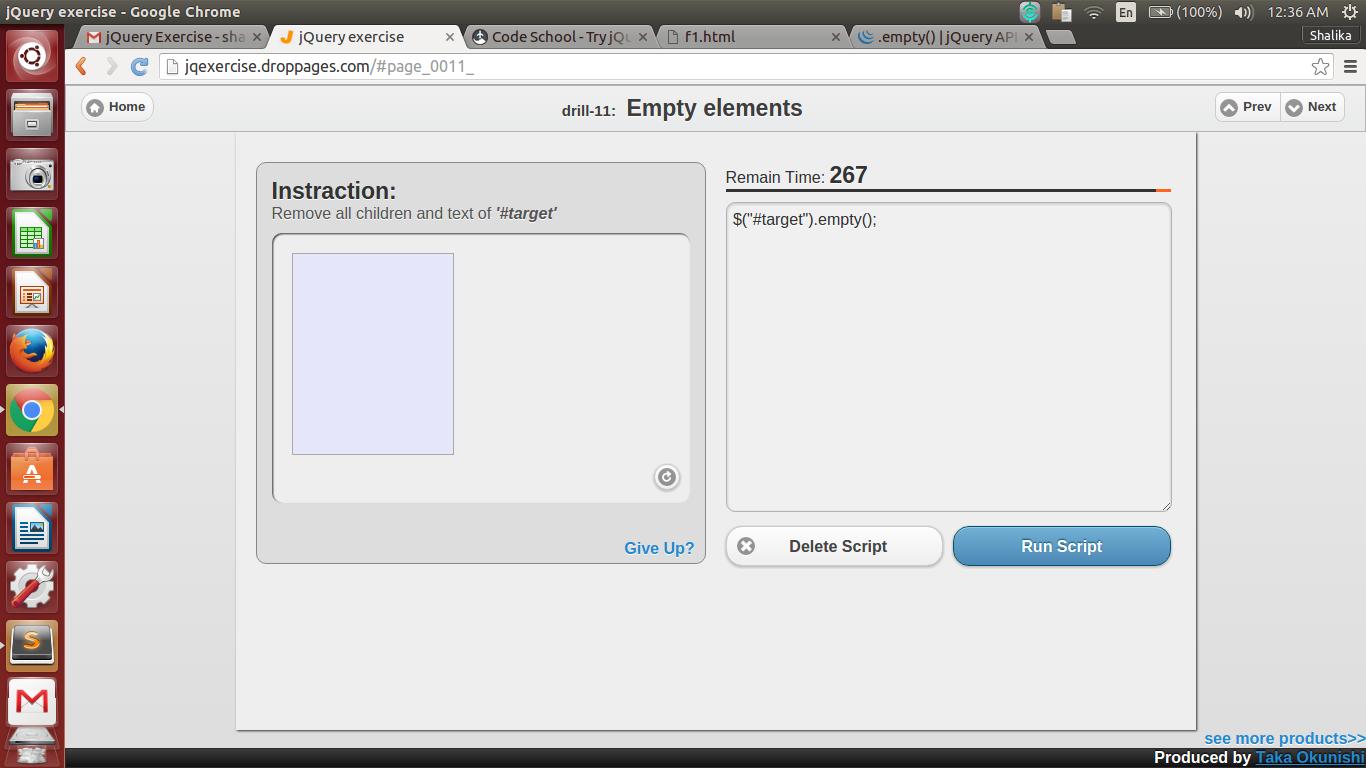 jQuery exercise - Google Chrome
En (100%) 12:36 AM
jQuery Exercise - sha × jQuery exercise × Code School - Try jQu × f1.html × .empty() | jQuery API × Shalika
jqexercise.droppages.com/#page_0011_
Home drill-11: Empty elements Prev Next
Instraction:
Remove all children and text of '#target'
Give Up?
Remain Time: 267
$("#target").empty();
Delete Script Run Script
see more products>>
Produced by Taka Okunishi